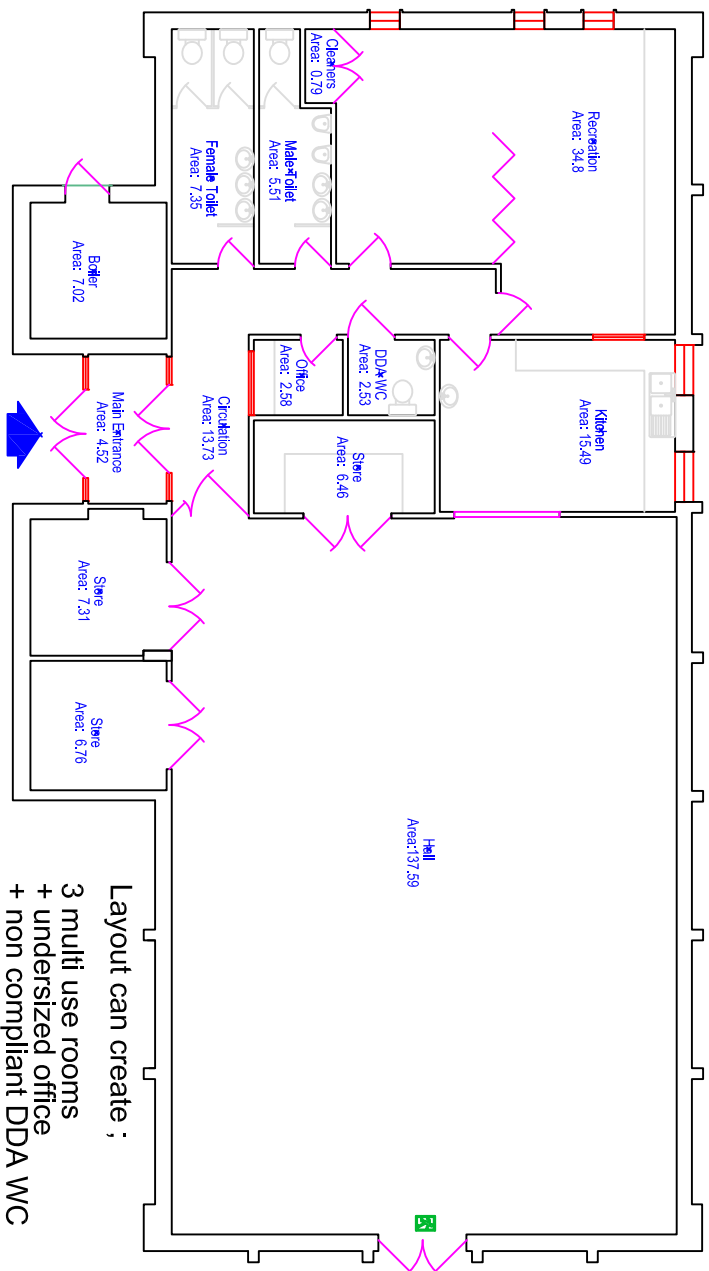 Recreation
Area: 34.8
Cleaners
Area: 0.79
Male Toilet
Area: 5.51
Female Toilet
Area: 7.35
Boiler
Area: 7.02
Kitchen
Area: 15.49
DDA WC
Area: 2.53
Office
Area: 2.58
Store
Area: 6.46
Circulation
Area: 13.73
Main Entrance
Area: 4.52
Store
Area: 7.31
Store
Area: 6.76
Hall
Area:137.59
Layout can create ;
3 multi use rooms
+ undersized office
+ non compliant DDA WC